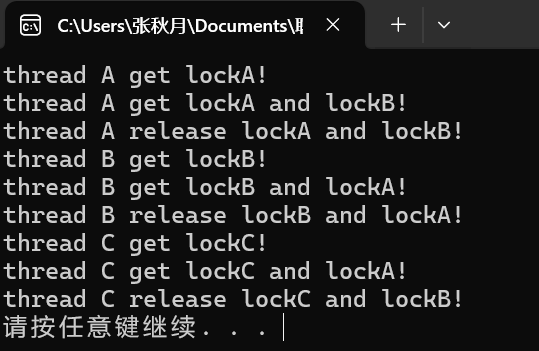 C:\Users\张秋月\Documents\耳
thread A get lockA!
thread A get lockA and lockB!
thread A release lockA and lockB!
thread B get lockB!
thread B get lockB and lockA!
thread B release lockB and lockA!
thread C get lockC!
thread C get lockC and lockA!
thread C release lockC and lockB!
请按任意键继续. . .